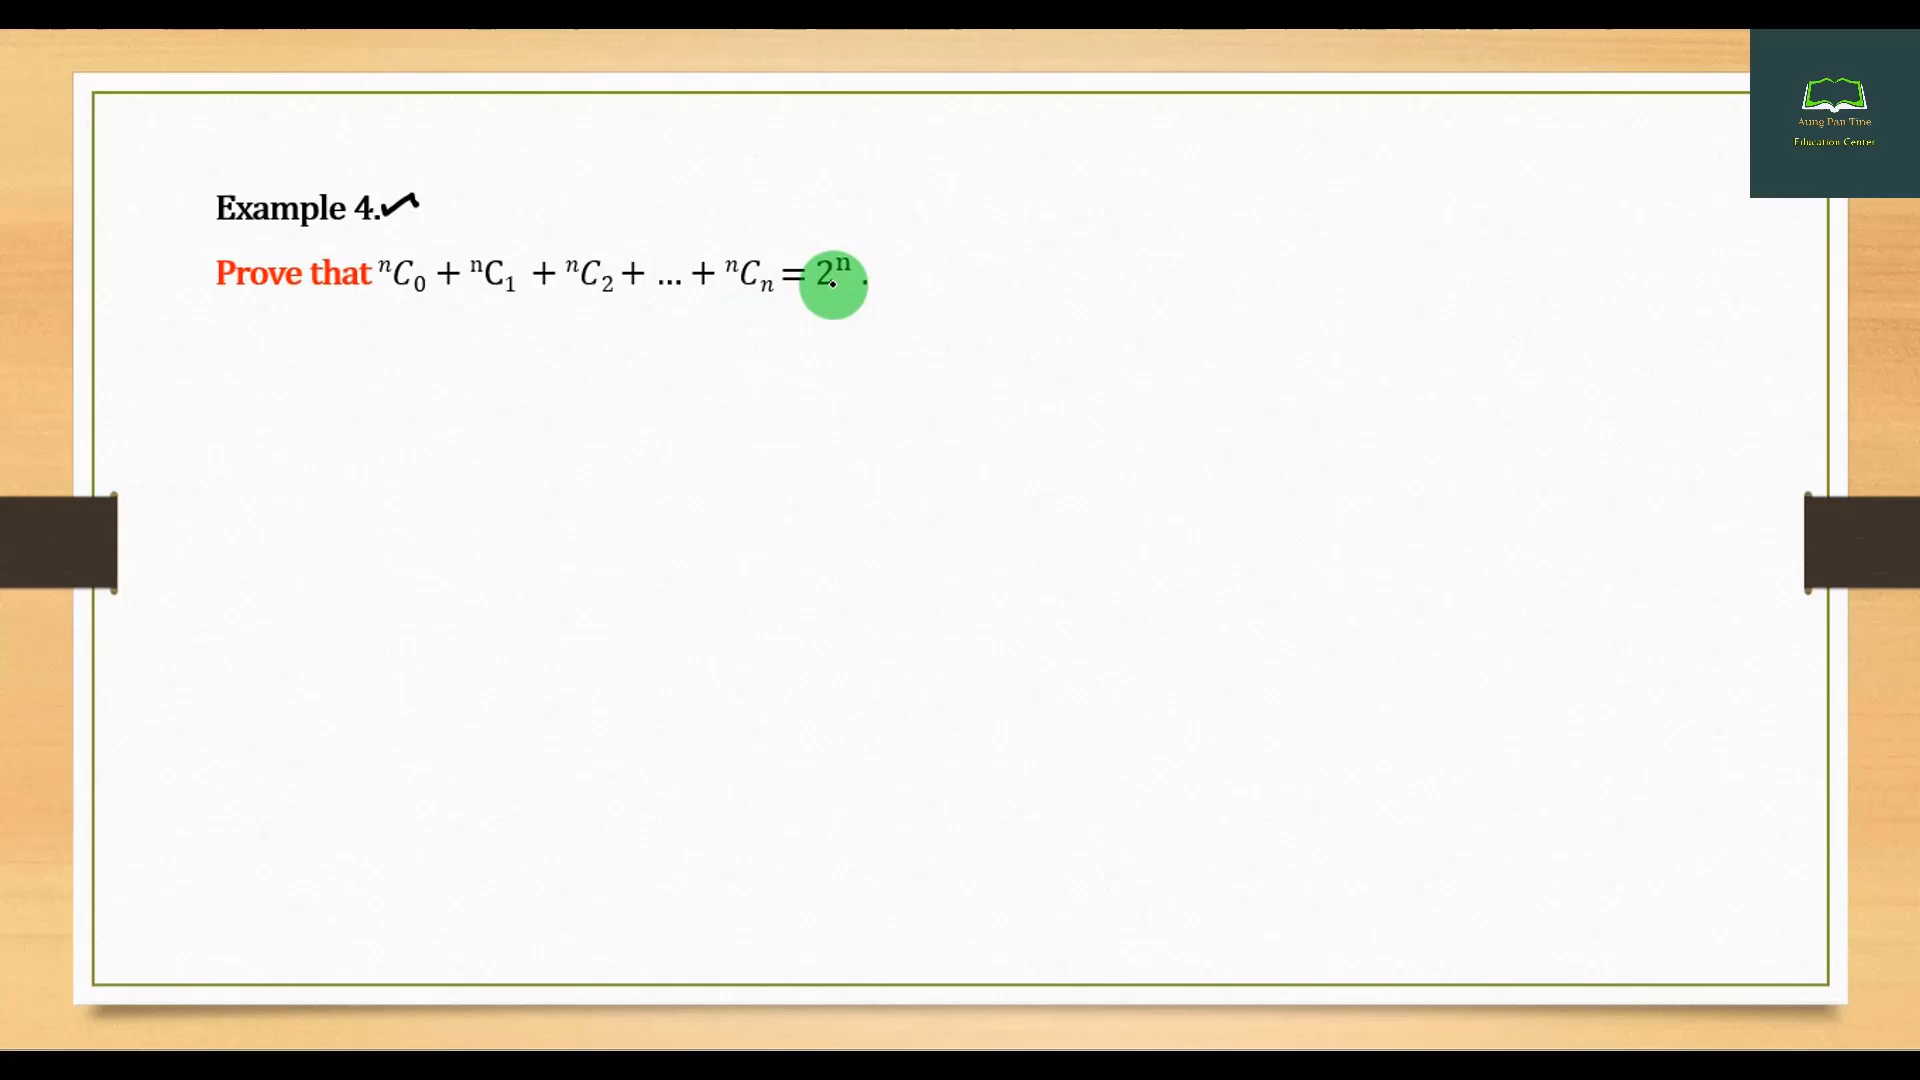 Aung Pan Tine
Education Center
Example 4.
Prove that ⁿC₀ + ⁿC₁ + ⁿC₂ + ... + ⁿCₙ = 2ⁿ .